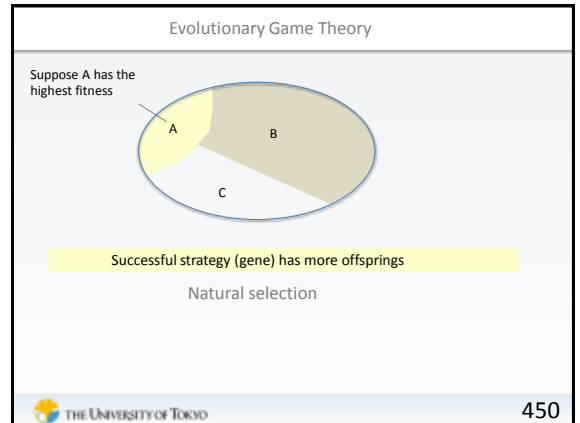 Evolutionary Game Theory
Suppose A has the
highest fitness
A
B
C
Successful strategy (gene) has more offsprings
Natural selection
THE UNIVERSITY OF TOKYO
450